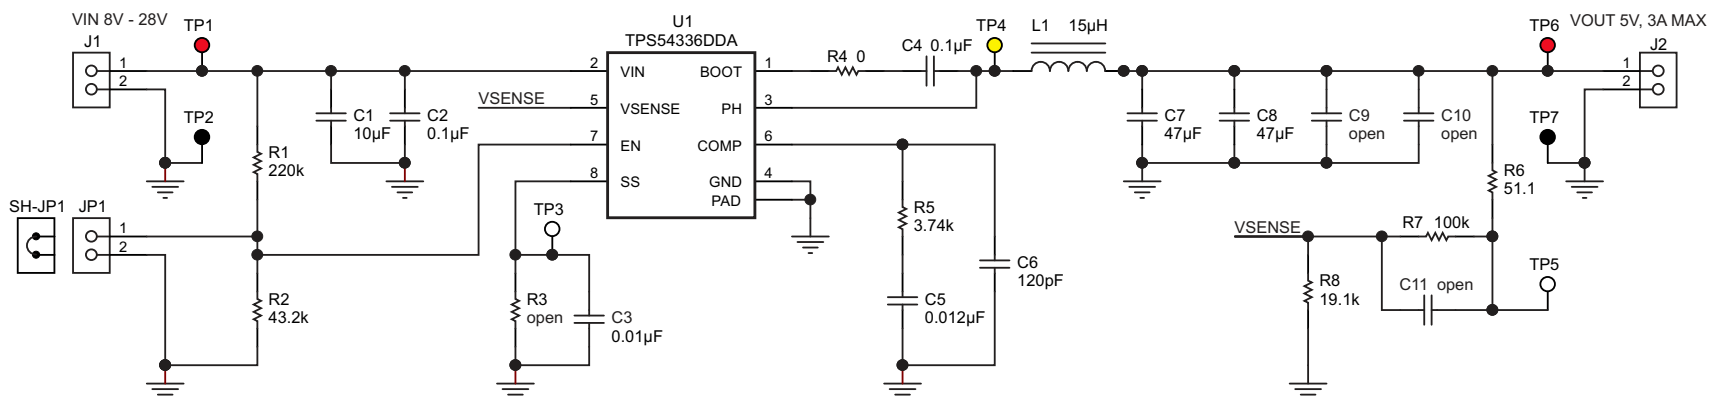 VIN 8V - 28V
J1
1
2
TP1
TP2
SH-JP1
JP1
1
2
R1
220k
R2
43.2k
C1
10µF
C2
0.1µF
VSENSE
U1
TPS54336DDA
2 VIN
5 VSENSE
7 EN
8 SS
BOOT 1
PH 3
COMP 6
GND 4
PAD
TP3
R3
open
C3
0.01µF
R4 0
C4 0.1µF
TP4
L1 15µH
R5
3.74k
C5
0.012µF
C6
120pF
C7
47µF
C8
47µF
C9
open
C10
open
TP6
VOUT 5V, 3A MAX
J2
1
2
TP7
R6
51.1
VSENSE
R7 100k
R8
19.1k
C11 open
TP5